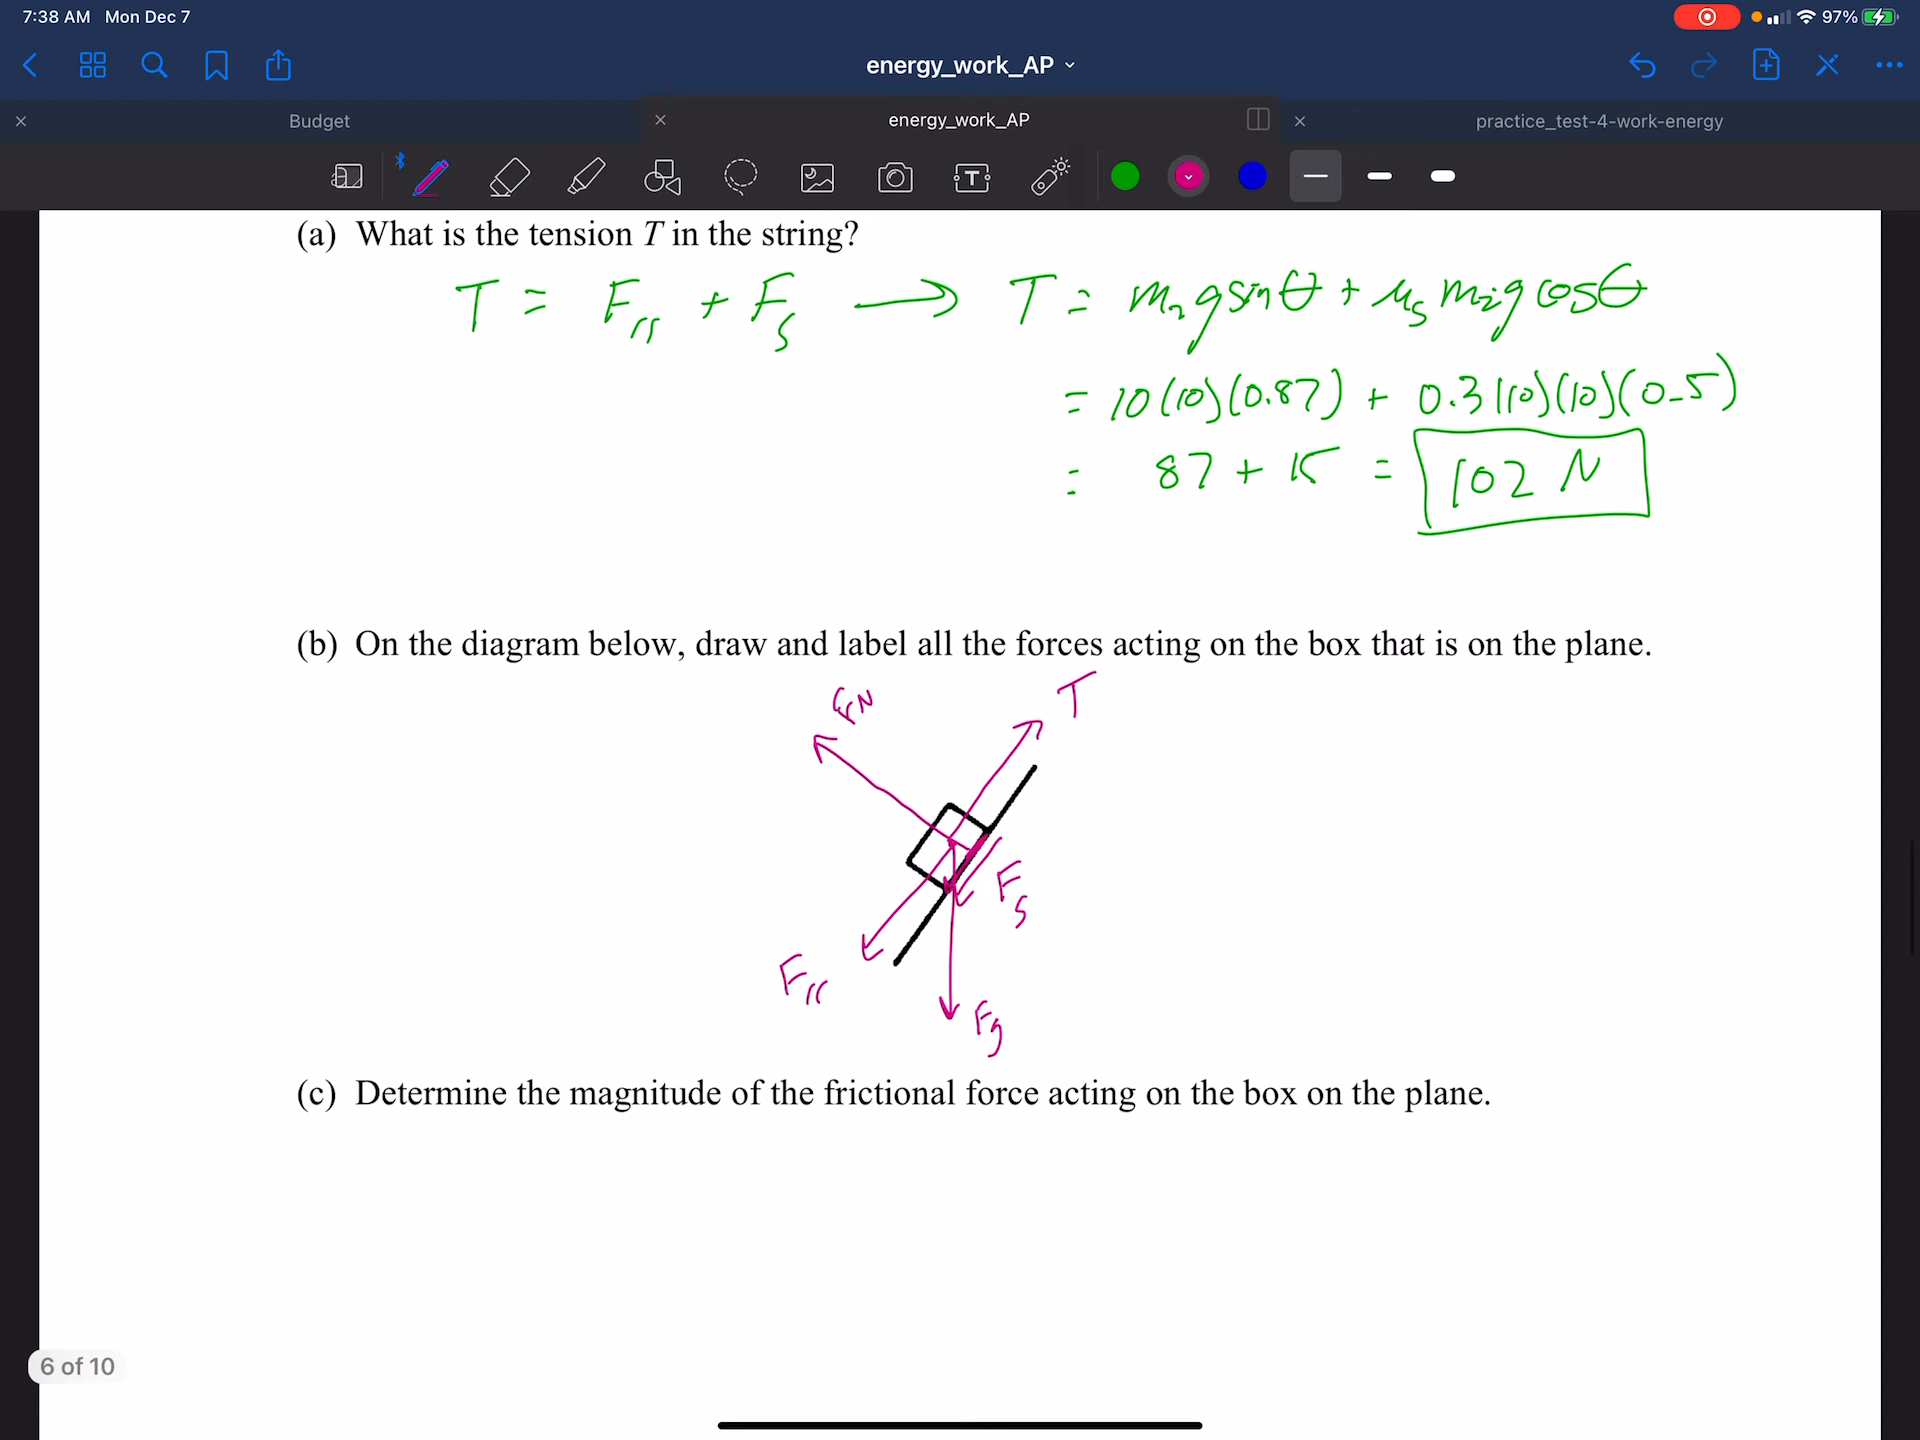 7:38 AM Mon Dec 7
97%
energy_work_AP
Budget
energy_work_AP
practice_test-4-work-energy
T
(a) What is the tension T in the string?
T = F// + Fs → T = m₂gsinθ + μs m₂g cosθ
= 10(10)(0.87) + 0.3(10)(10)(0.5)
= 87 + 15 = 102 N
(b) On the diagram below, draw and label all the forces acting on the box that is on the plane.
FN
T
Fs
F//
Fg
(c) Determine the magnitude of the frictional force acting on the box on the plane.
6 of 10